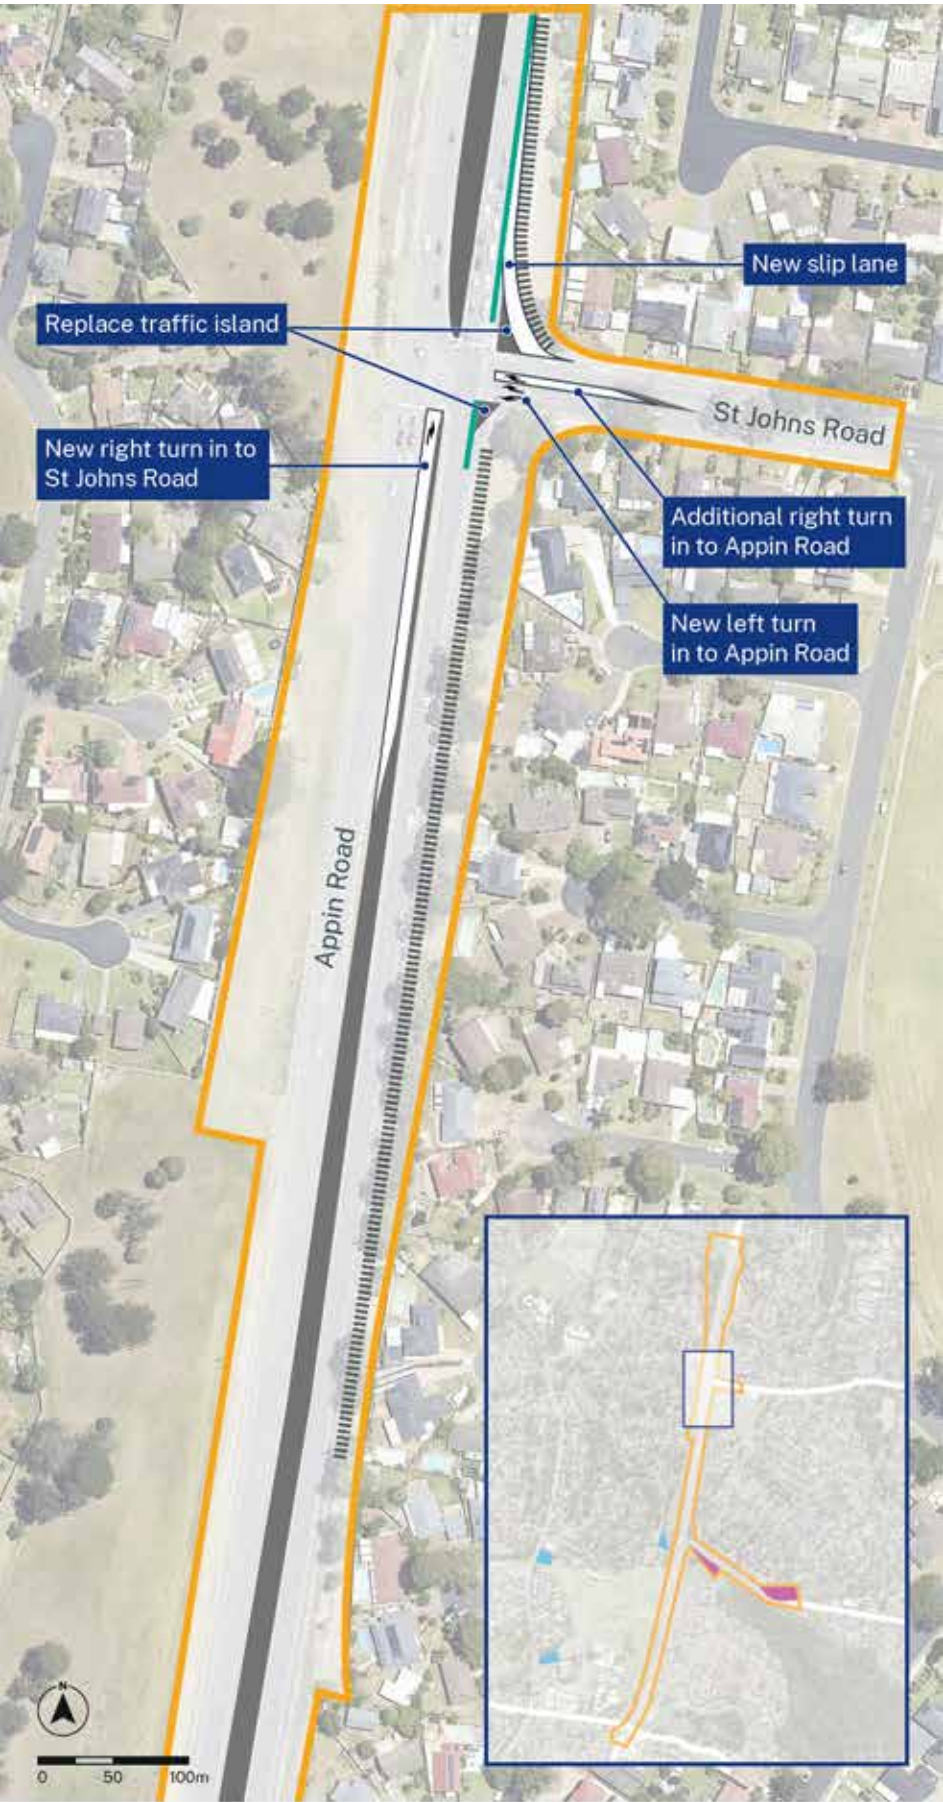 New slip lane
Replace traffic island
St Johns Road
New right turn in to
St Johns Road
Additional right turn
in to Appin Road
New left turn
in to Appin Road
Appin Road
N
0 50 100m